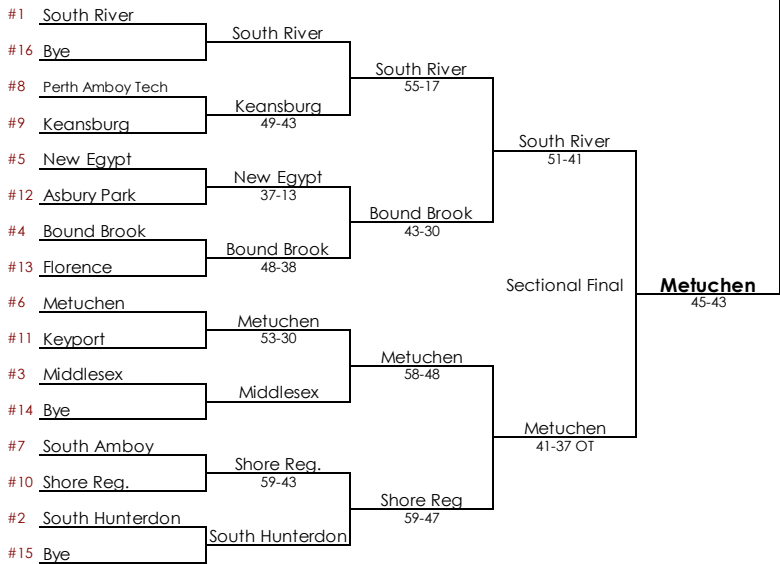 #1 South River
#16 Bye
#8 Perth Amboy Tech
#9 Keansburg
#5 New Egypt
#12 Asbury Park
#4 Bound Brook
#13 Florence
#6 Metuchen
#11 Keyport
#3 Middlesex
#14 Bye
#7 South Amboy
#10 Shore Reg.
#2 South Hunterdon
#15 Bye
South River
Keansburg
49-43
New Egypt
37-13
Bound Brook
48-38
Metuchen
53-30
Middlesex
Shore Reg.
59-43
South Hunterdon
South River
55-17
Bound Brook
43-30
Metuchen
58-48
Shore Reg
59-47
South River
51-41
Sectional Final
Metuchen
41-37 OT
Metuchen
45-43